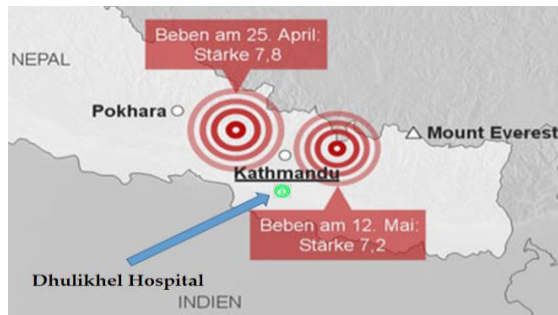 Beben am 25. April:
Stärke 7,8
NEPAL
Pokhara
Mount Everest
Kathmandu
Beben am 12. Mai:
Stärke 7,2
Dhulikhel Hospital
INDIEN